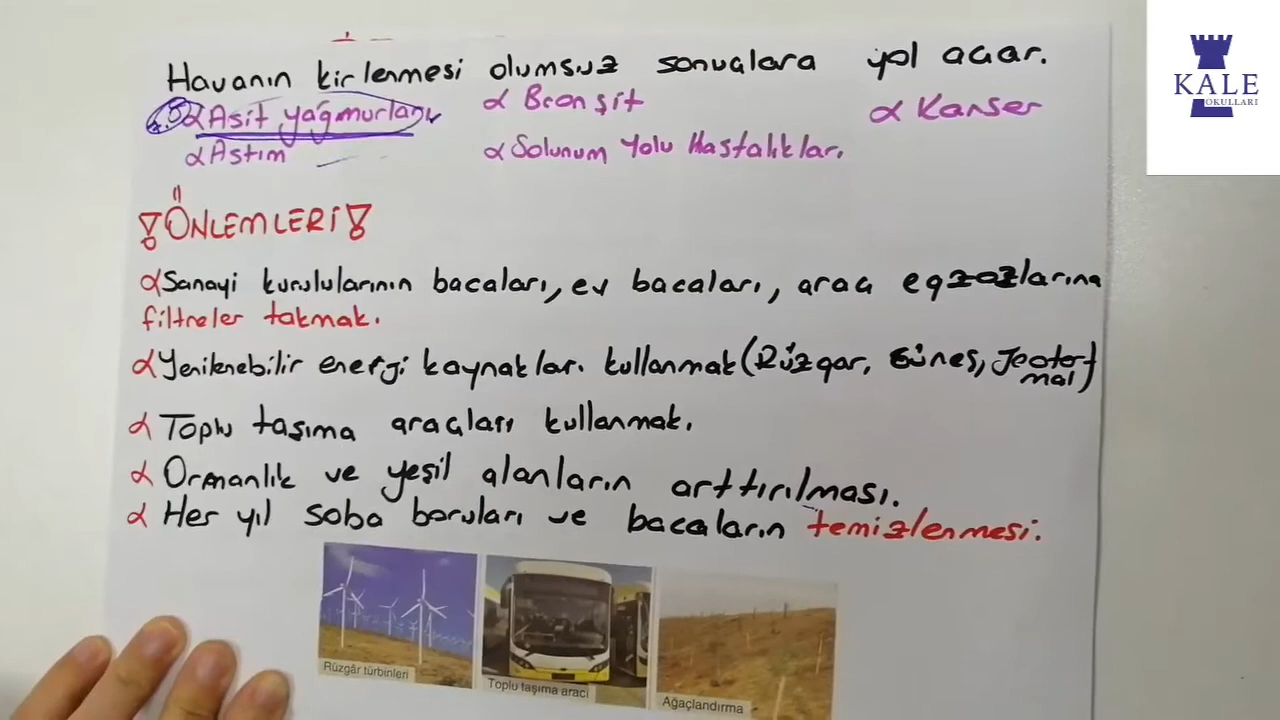 Havanın kirlenmesi olumsuz sonuçlara yol açar.
α Asit yağmurları α Bronşit α Kanser
α Astım α Solunum Yolu Hastalıkları
! ÖNLEMLERİ !
α Sanayi kurulularının bacaları, ev bacaları, araç egzozlarına
filtreler takmak.
α Yenilenebilir energi kaynakları kullanmak (Rüzgar, Güneş, Jeotermal)
α Toplu taşıma araçları kullanmak.
α Ormanlık ve yeşil alanların arttırılması.
α Her yıl soba boruları ve bacaların temizlenmesi.
Rüzgâr türbinleri
Toplu taşıma aracı
Ağaçlandırma
KALE
OKULLARI